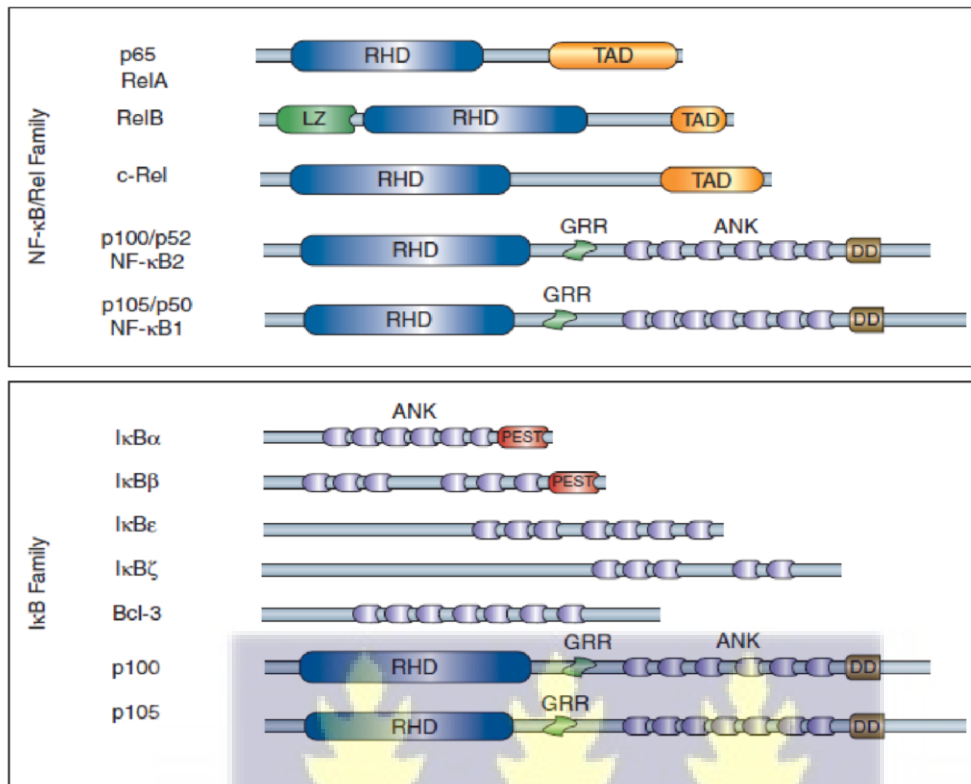 NF-κB/Rel Family
p65
RelA
RHD
TAD
RelB
LZ
RHD
TAD
c-Rel
RHD
TAD
p100/p52
NF-κB2
RHD
GRR
ANK
DD
p105/p50
NF-κB1
RHD
GRR
DD
IκB Family
ANK
IκBα
PEST
IκBβ
PEST
IκBε
IκBζ
Bcl-3
p100
RHD
GRR
ANK
DD
p105
RHD
GRR
DD